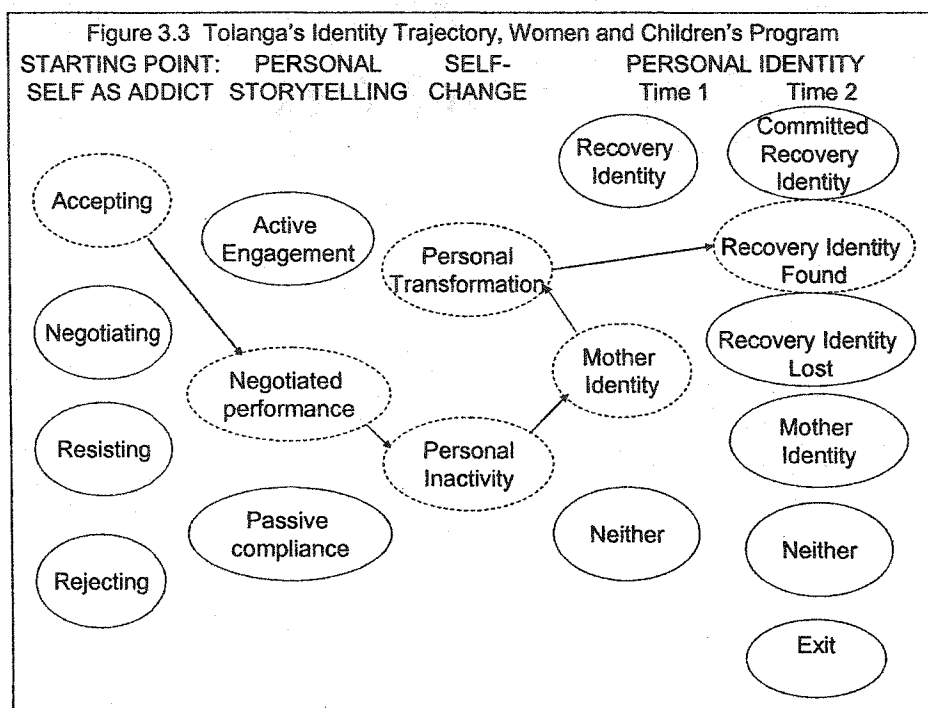 Figure 3.3 Tolanga's Identity Trajectory, Women and Children's Program
STARTING POINT: PERSONAL SELF- PERSONAL IDENTITY
SELF AS ADDICT STORYTELLING CHANGE Time 1 Time 2
Accepting
Negotiating
Resisting
Rejecting
Active
Engagement
Negotiated
performance
Passive
compliance
Personal
Transformation
Personal
Inactivity
Recovery
Identity
Mother
Identity
Neither
Committed
Recovery
Identity
Recovery Identity
Found
Recovery Identity
Lost
Mother
Identity
Neither
Exit